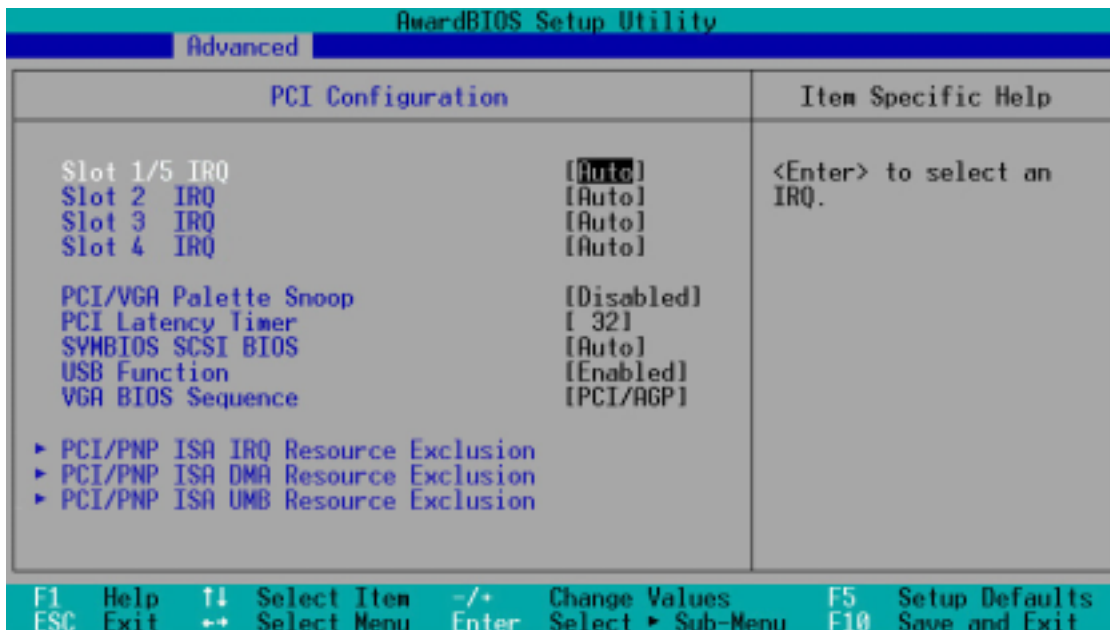 AwardBIOS Setup Utility
Advanced
PCI Configuration
Item Specific Help
Slot 1/5 IRQ [Auto]
Slot 2 IRQ [Auto]
Slot 3 IRQ [Auto]
Slot 4 IRQ [Auto]
PCI/VGA Palette Snoop [Disabled]
PCI Latency Timer [ 32]
SYMBIOS SCSI BIOS [Auto]
USB Function [Enabled]
VGA BIOS Sequence [PCI/AGP]
► PCI/PNP ISA IRQ Resource Exclusion
► PCI/PNP ISA DMA Resource Exclusion
► PCI/PNP ISA UMB Resource Exclusion
<Enter> to select an
IRQ.
F1 Help ↑↓ Select Item -/+ Change Values F5 Setup Defaults
ESC Exit ←→ Select Menu Enter Select ► Sub-Menu F10 Save and Exit